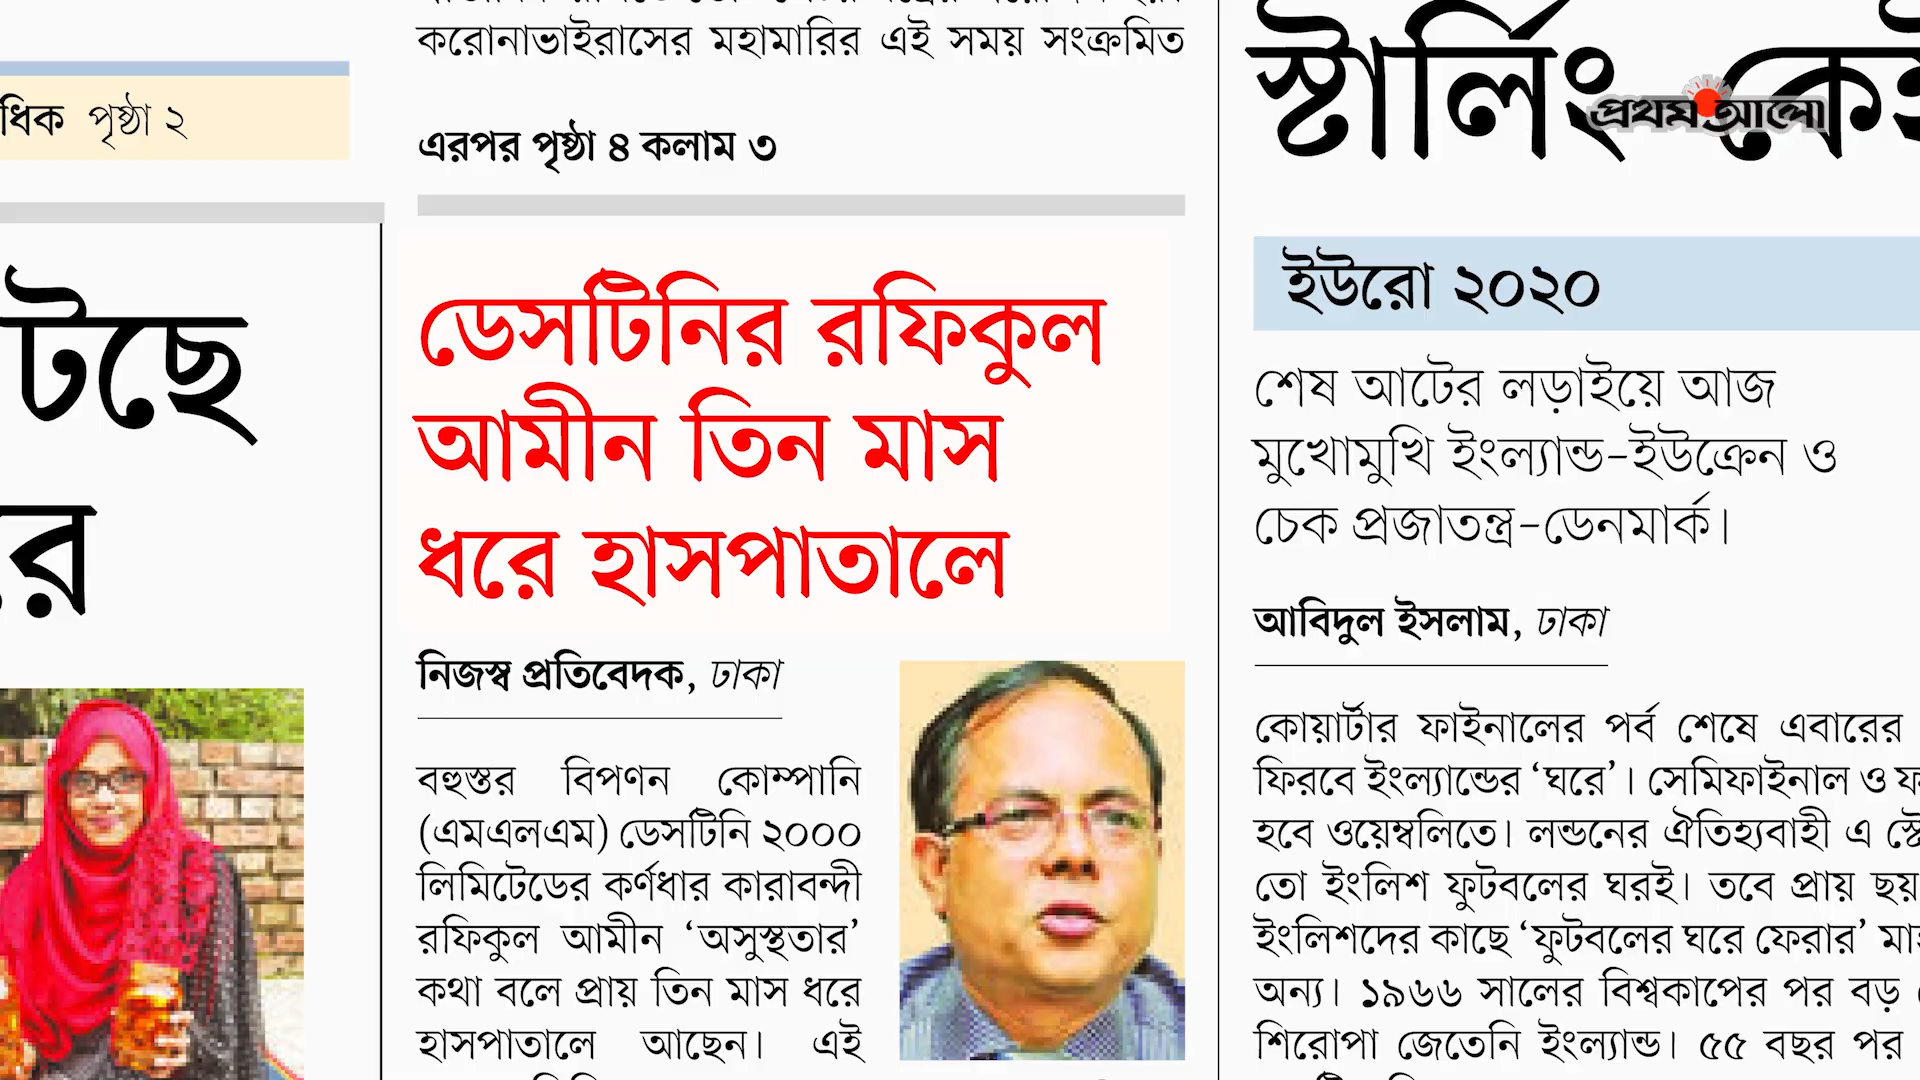 করোনাভাইরাসের মহামারির এই সময় সংক্রমিত
এরপর পৃষ্ঠা ৪ কলাম ৩
ধিক পৃষ্ঠা ২
টছে
রে
ডেসটিনির রফিকুল
আমীন তিন মাস
ধরে হাসপাতালে
নিজস্ব প্রতিবেদক, ঢাকা
বহুস্তর বিপণন কোম্পানি
(এমএলএম) ডেসটিনি ২০০০
লিমিটেডের কর্ণধার কারাবন্দী
রফিকুল আমীন ‘অসুস্থতার’
কথা বলে প্রায় তিন মাস ধরে
হাসপাতালে আছেন। এই
স্টার্লিং
প্রথম আলো
ইউরো ২০২০
শেষ আটের লড়াইয়ে আজ
মুখোমুখি ইংল্যান্ড-ইউক্রেন ও
চেক প্রজাতন্ত্র-ডেনমার্ক।
আবিদুল ইসলাম, ঢাকা
কোয়ার্টার ফাইনালের পর্ব শেষে এবারের
ফিরবে ইংল্যান্ডের ‘ঘরে’। সেমিফাইনাল ও
হবে ওয়েম্বলিতে। লন্ডনের ঐতিহ্যবাহী এ
তো ইংলিশ ফুটবলের ঘরই। তবে প্রায় ছয়
ইংলিশদের কাছে ‘ফুটবলের ঘরে ফেরার’
অন্য। ১৯৬৬ সালের বিশ্বকাপের পর বড়
শিরোপা জেতেনি ইংল্যান্ড। ৫৫ বছর পর